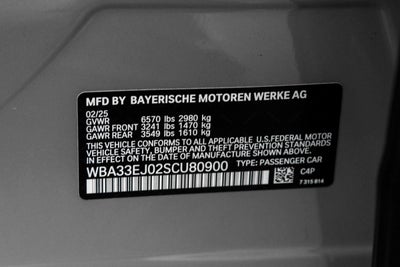 MFD BY BAYERISCHE MOTOREN WERKE AG
02/25
GVWR 6570 lbs 2980 kg
GAWR FRONT 3241 lbs 1470 kg
GAWR REAR 3549 lbs 1610 kg
THIS VEHICLE CONFORMS TO ALL APPLICABLE U.S.FEDERAL MOTOR
VEHICLE SAFETY, BUMPER AND THEFT PREVENTION STANDARDS
IN EFFECT ON THE DATE OF MANUFACTURE SHOWN ABOVE.
WBA33EJ02SCU80900 TYPE: PASSENGER CAR
C4P
7 315 814